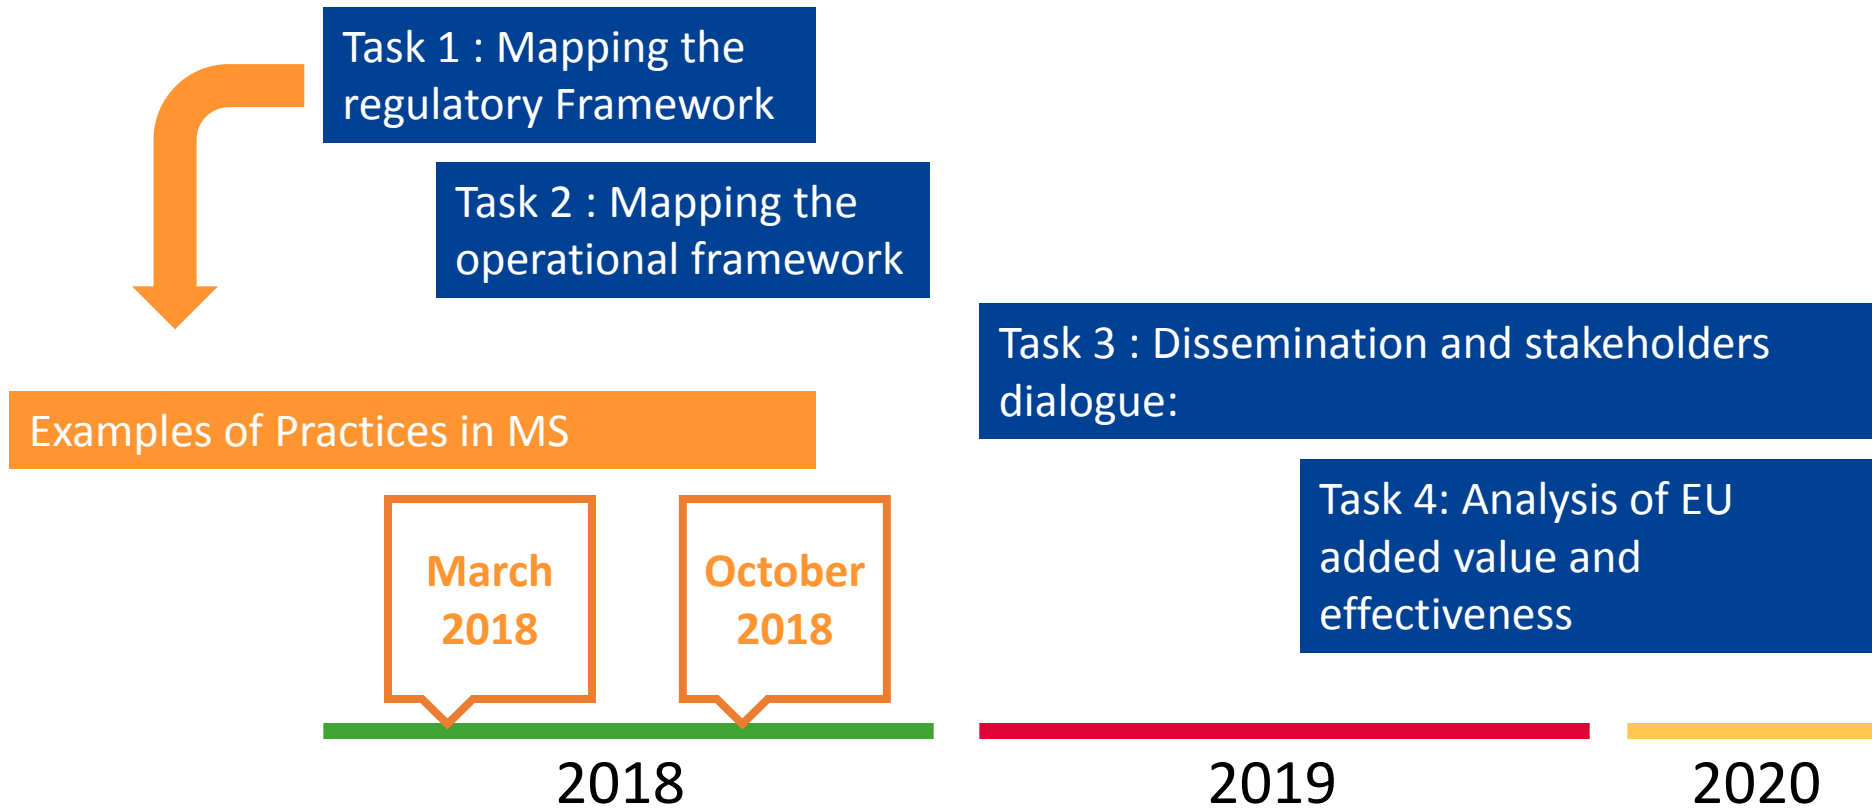 Task 1 : Mapping the
regulatory Framework
Task 2 : Mapping the
operational framework
Task 3 : Dissemination and stakeholders
dialogue:
Examples of Practices in MS
Task 4: Analysis of EU
added value and
effectiveness
March
2018
October
2018
2018
2019
2020